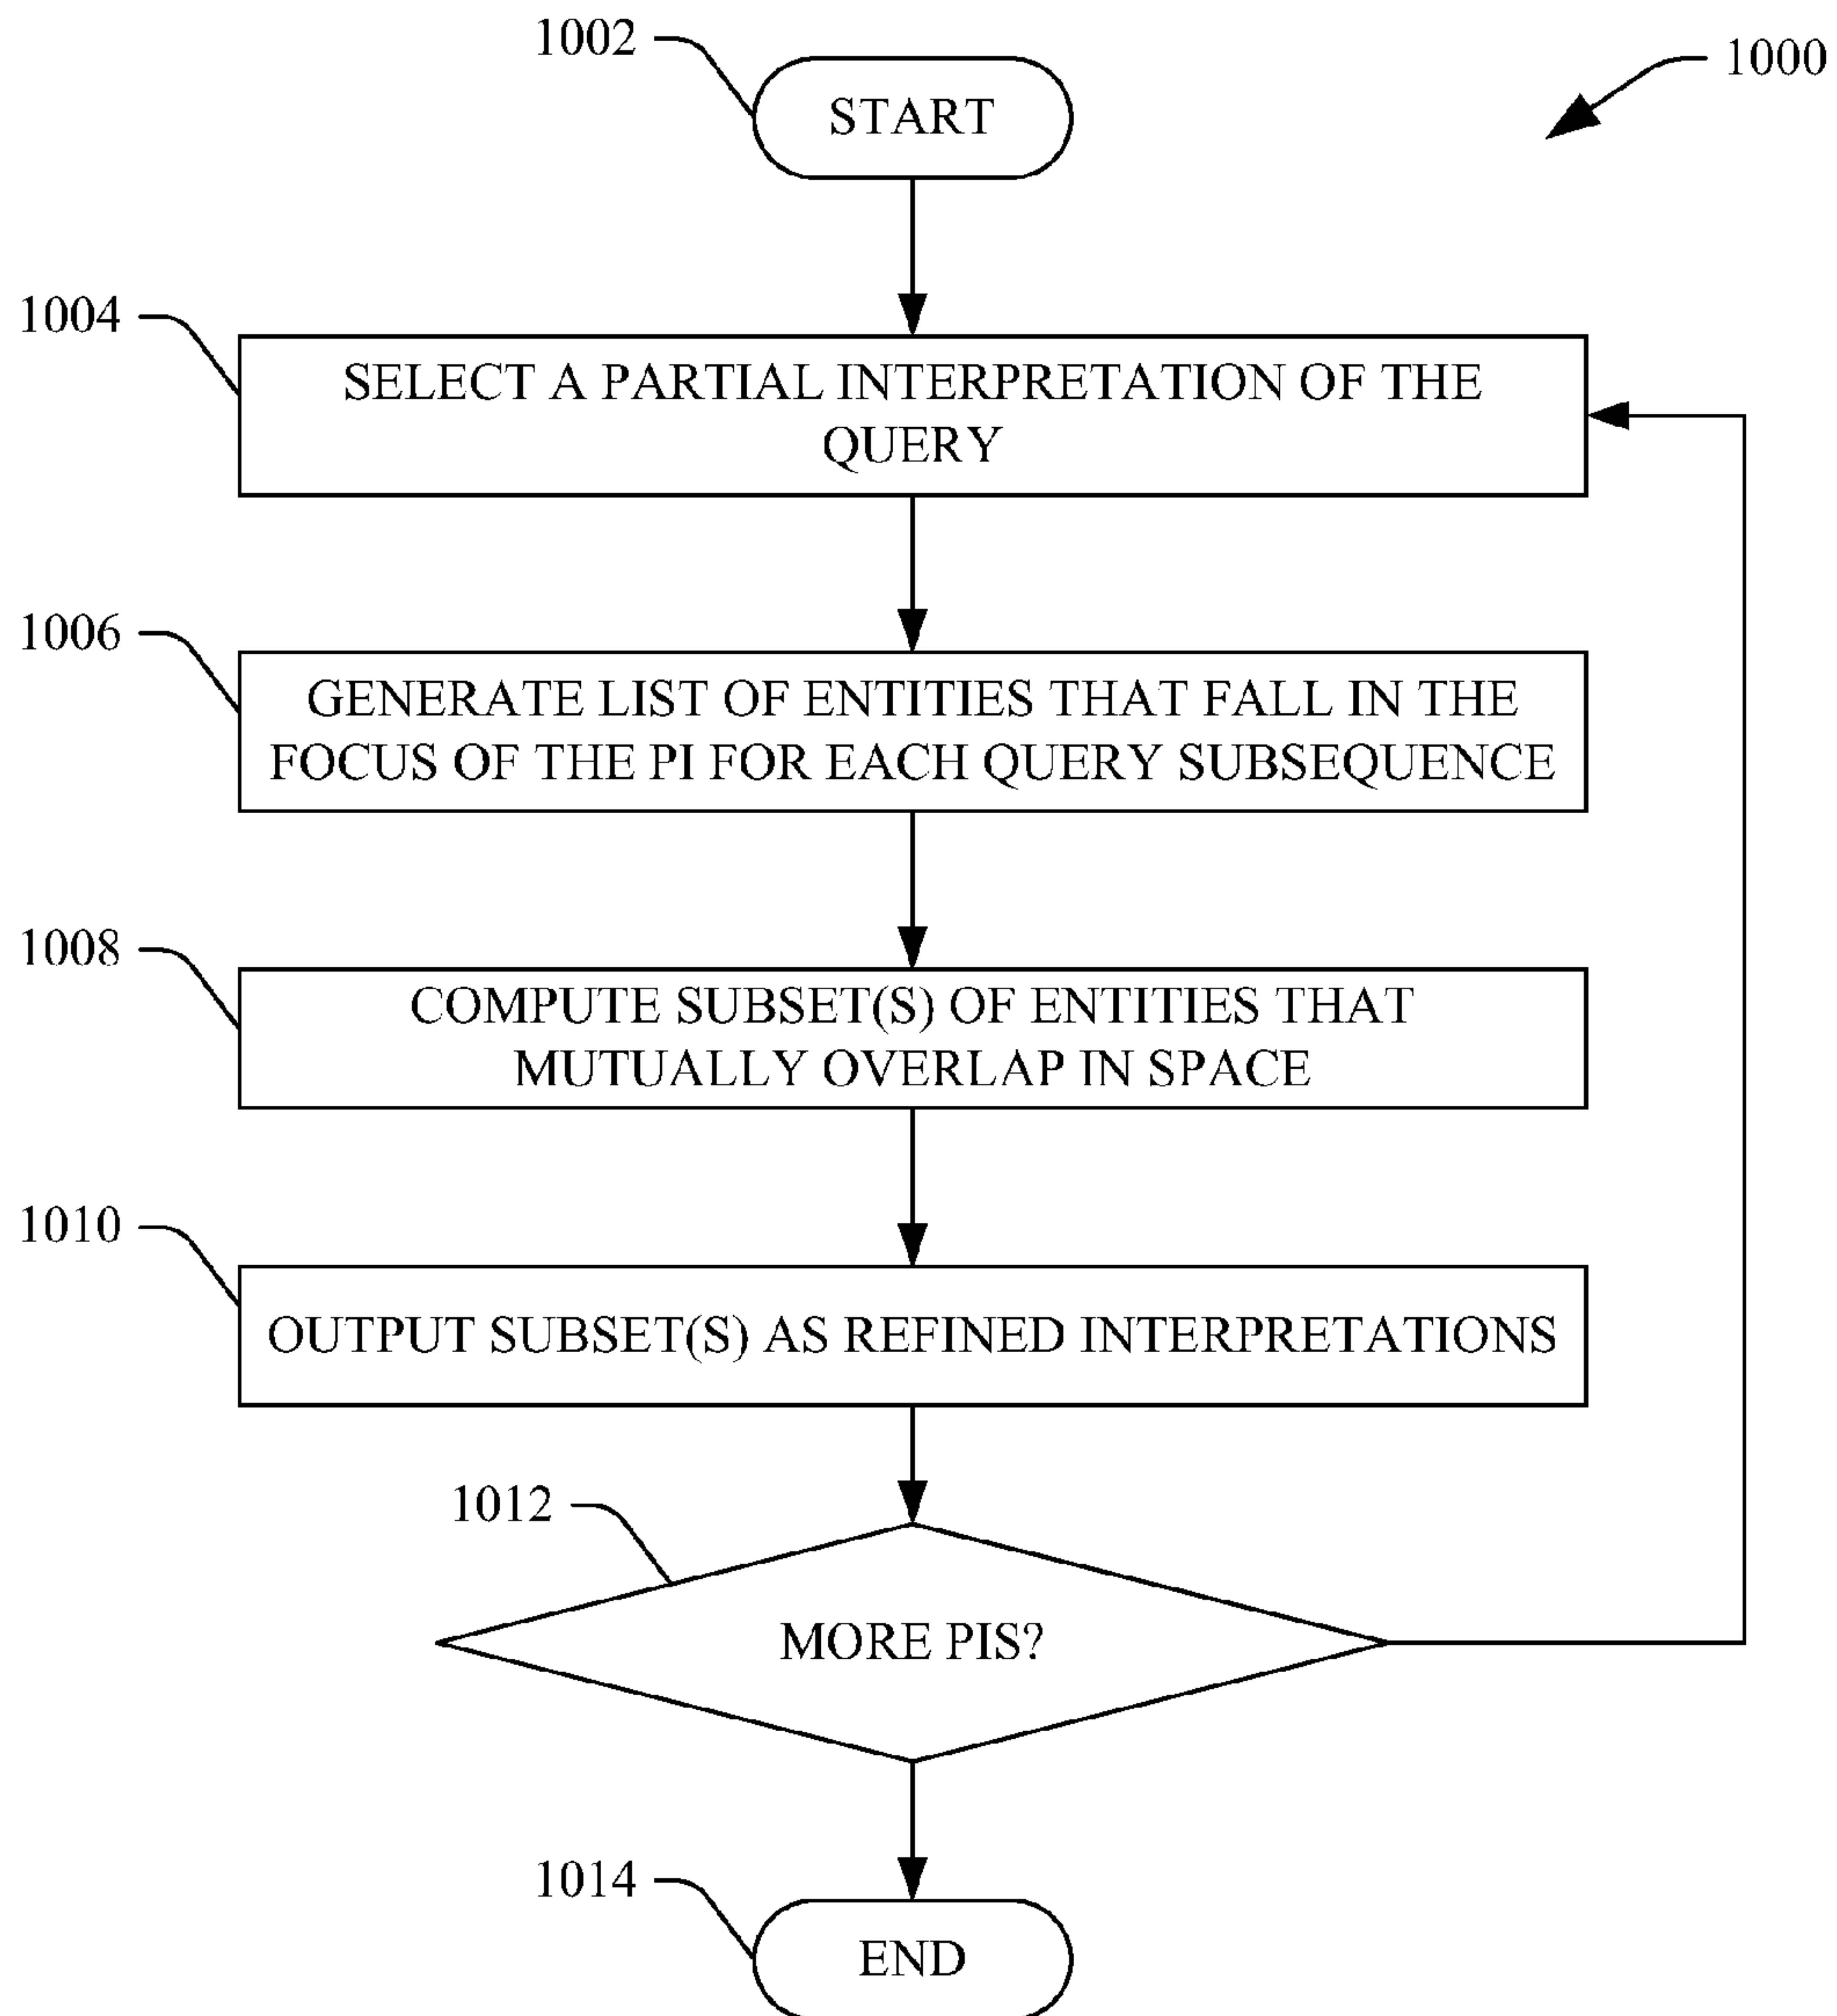 1002
START
1000
1004
SELECT A PARTIAL INTERPRETATION OF THE
QUERY
1006
GENERATE LIST OF ENTITIES THAT FALL IN THE
FOCUS OF THE PI FOR EACH QUERY SUBSEQUENCE
1008
COMPUTE SUBSET(S) OF ENTITIES THAT
MUTUALLY OVERLAP IN SPACE
1010
OUTPUT SUBSET(S) AS REFINED INTERPRETATIONS
1012
MORE PIS?
1014
END